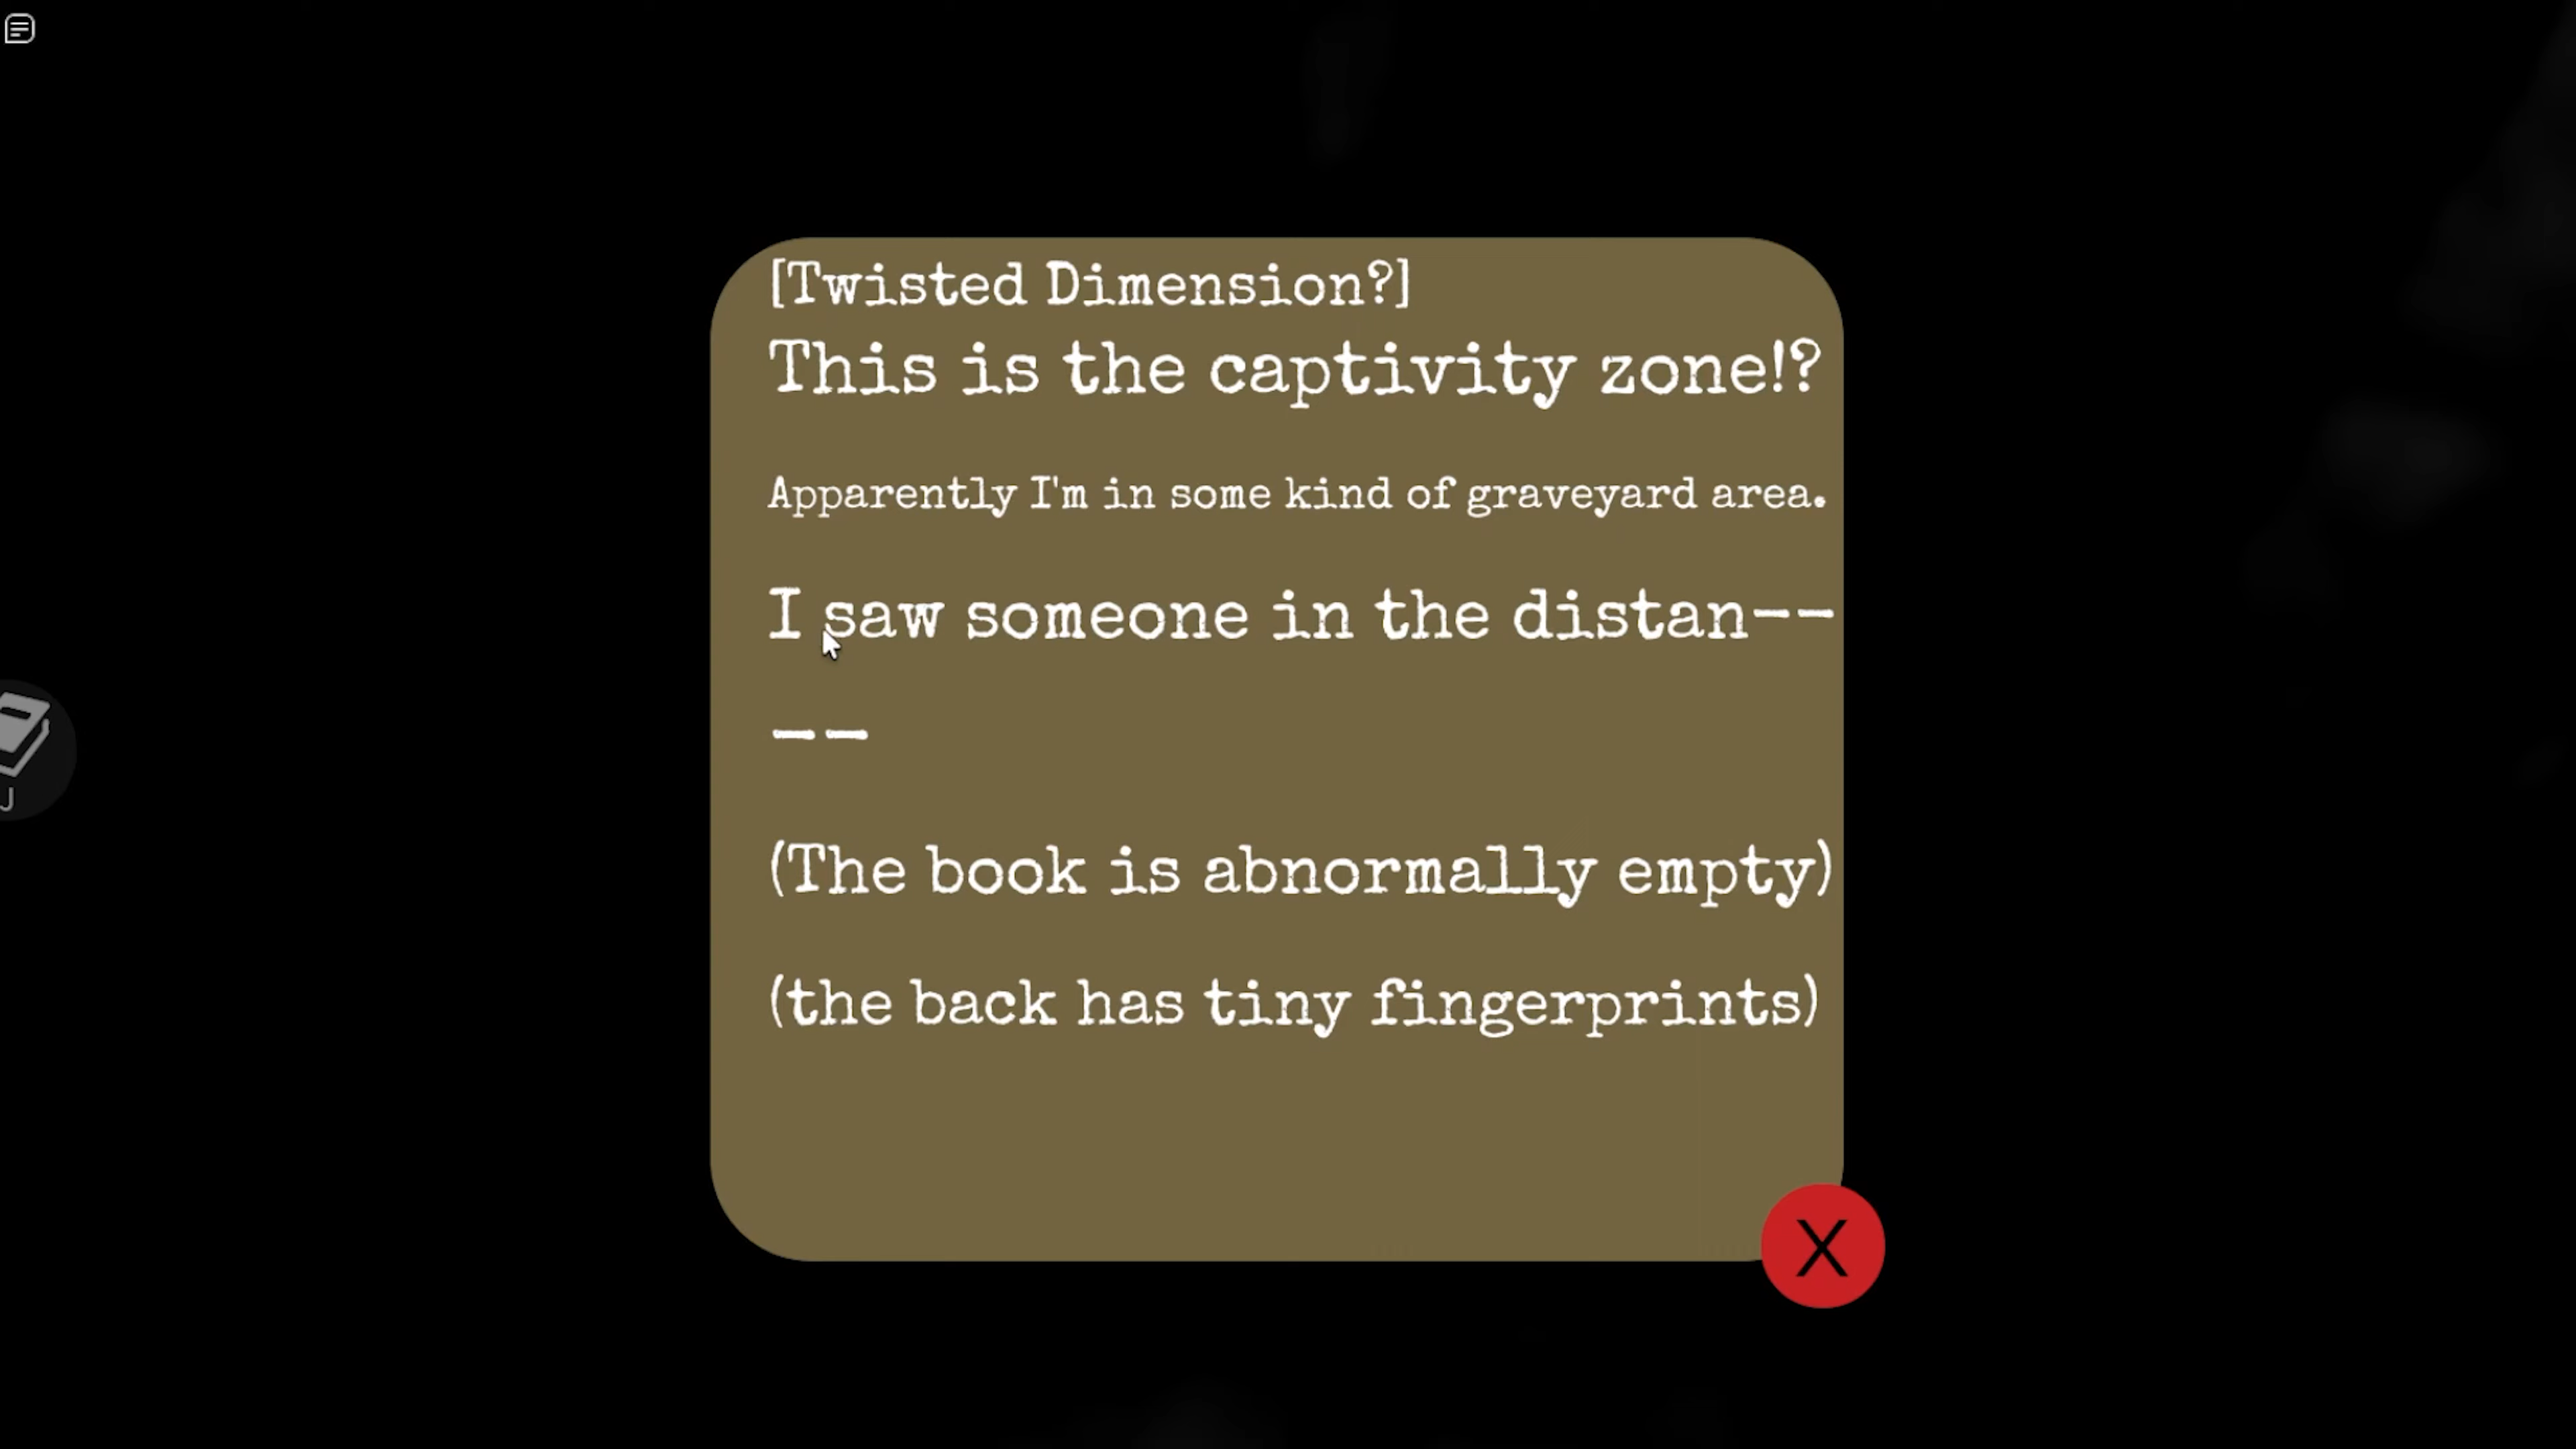 [Twisted Dimension?]
This is the captivity zone!?
Apparently I'm in some kind of graveyard area.
I saw someone in the distan--
--
(The book is abnormally empty)
(the back has tiny fingerprints)
X
J